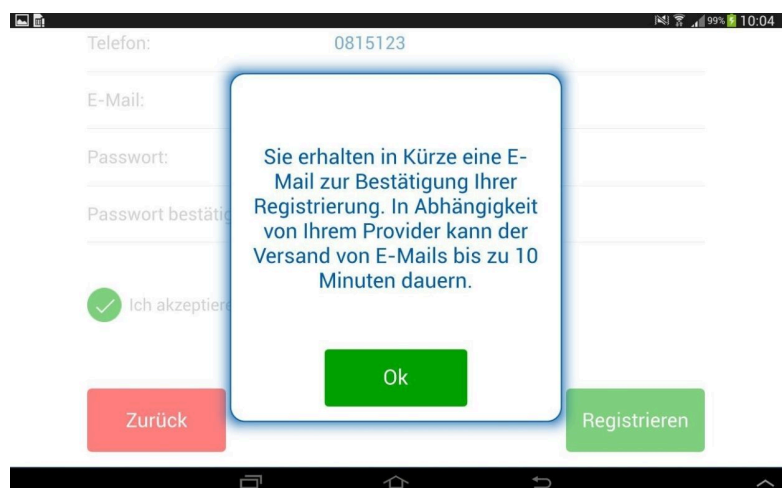 99% 10:04
Telefon: 0815123
E-Mail:
Passwort:
Passwort bestätig
Ich akzeptiere
Sie erhalten in Kürze eine E-
Mail zur Bestätigung Ihrer
Registrierung. In Abhängigkeit
von Ihrem Provider kann der
Versand von E-Mails bis zu 10
Minuten dauern.
Ok
Zurück
Registrieren